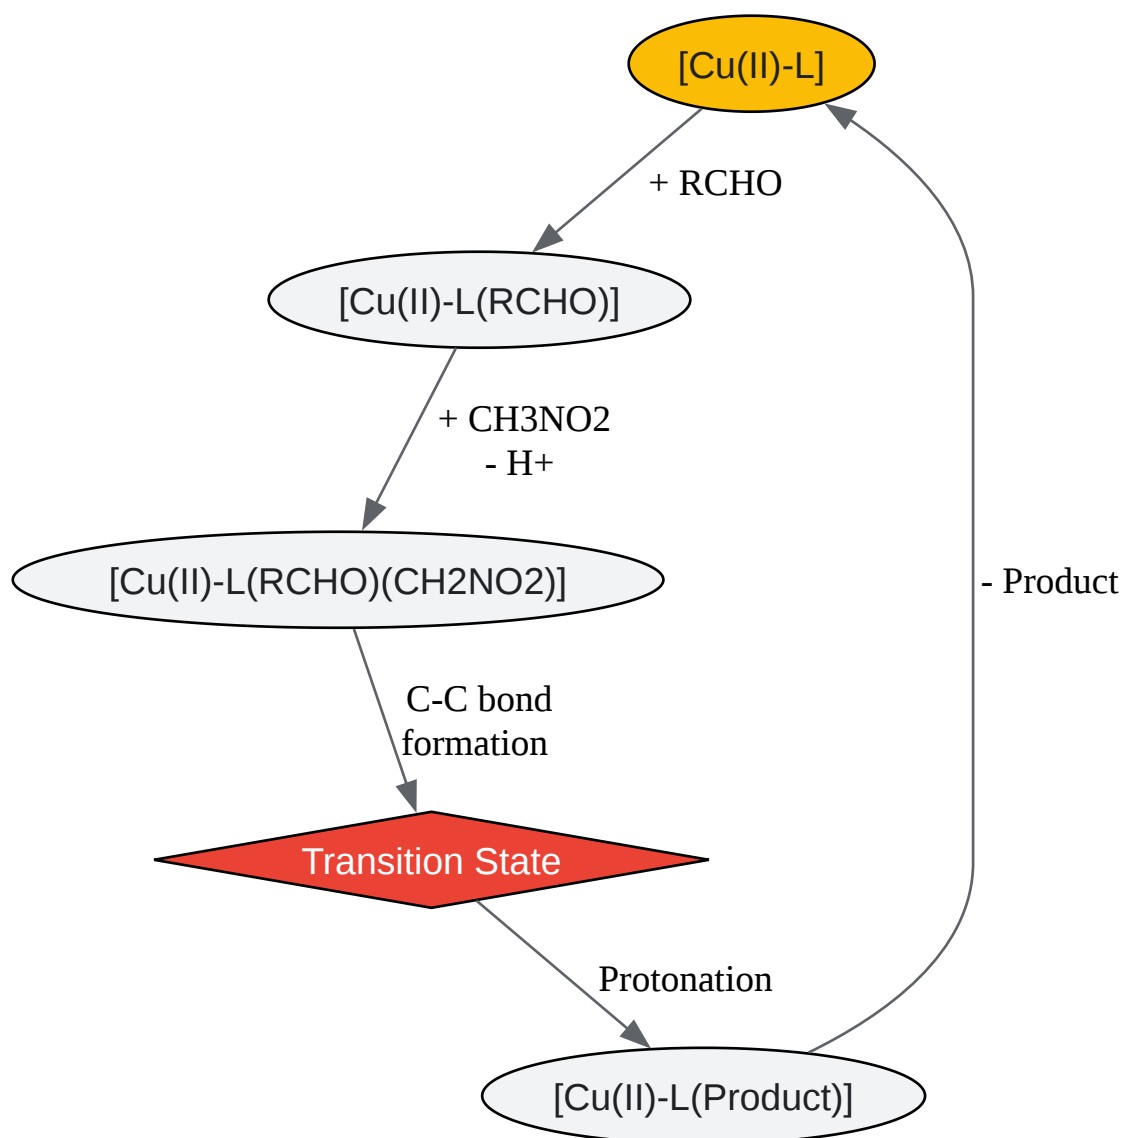 [Cu(II)-L]
+ RCHO
[Cu(II)-L(RCHO)]
+ CH3NO2
- H+
[Cu(II)-L(RCHO)(CH2NO2)]
- Product
C-C bond
formation
Transition State
Protonation
[Cu(II)-L(Product)]